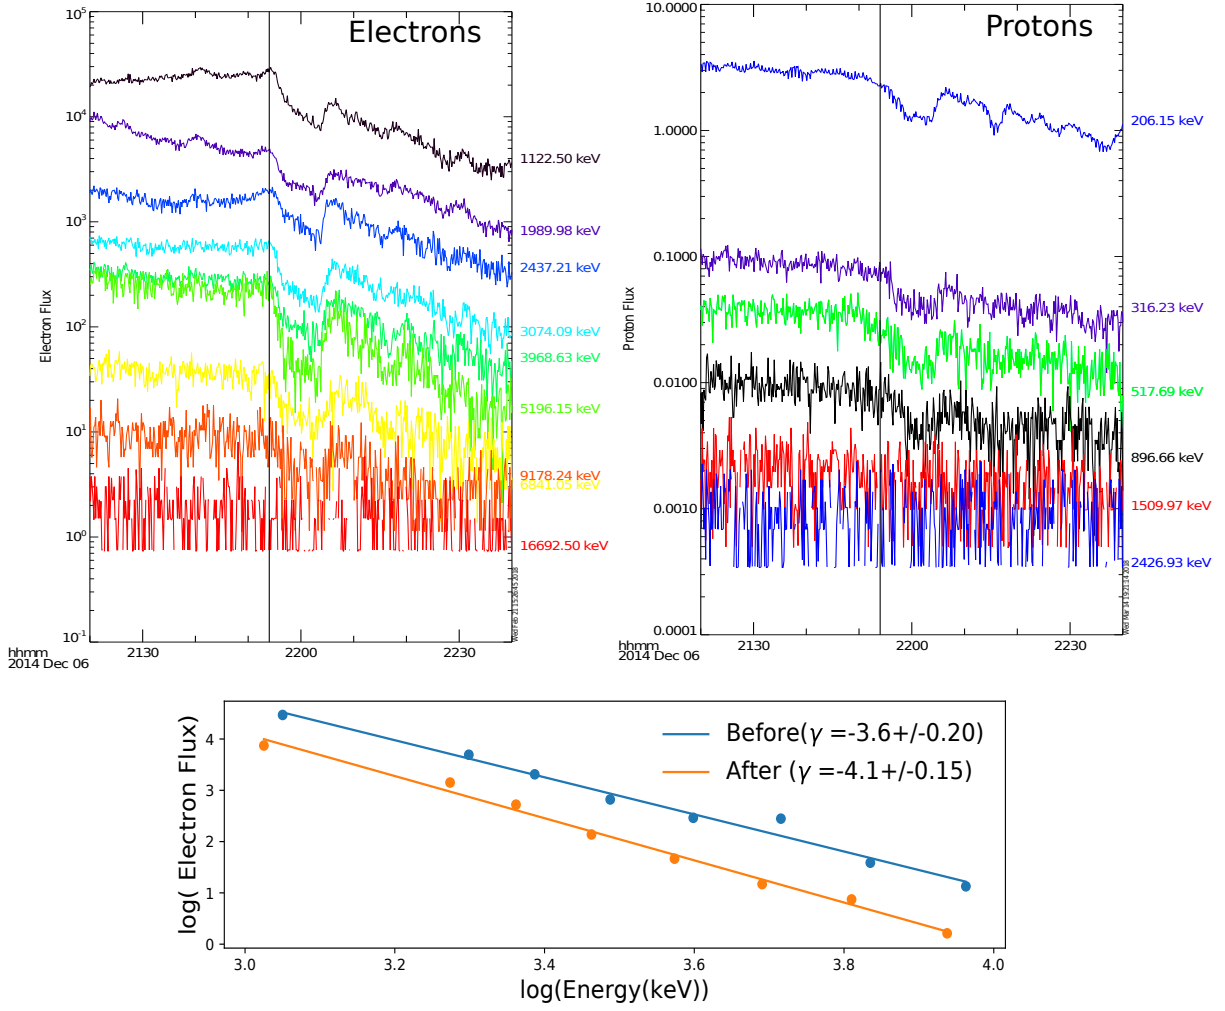 Electrons
10^5
10^4
10^3
10^2
10^1
10^0
10^-1
Electron Flux
1122.50 keV
1989.98 keV
2437.21 keV
3074.09 keV
3968.63 keV
5196.15 keV
9178.24 keV
6841.05 keV
16692.50 keV
hhmm
2014 Dec 06
2130
2200
2230
Protons
10.0000
1.0000
0.1000
0.0100
0.0010
0.0001
Proton Flux
206.15 keV
316.23 keV
517.69 keV
896.66 keV
1509.97 keV
2426.93 keV
hhmm
2014 Dec 06
2130
2200
2230
log( Electron Flux)
4
3
2
1
0
Before(γ =-3.6+/-0.20)
After (γ =-4.1+/-0.15)
3.0
3.2
3.4
3.6
3.8
4.0
log(Energy(keV))